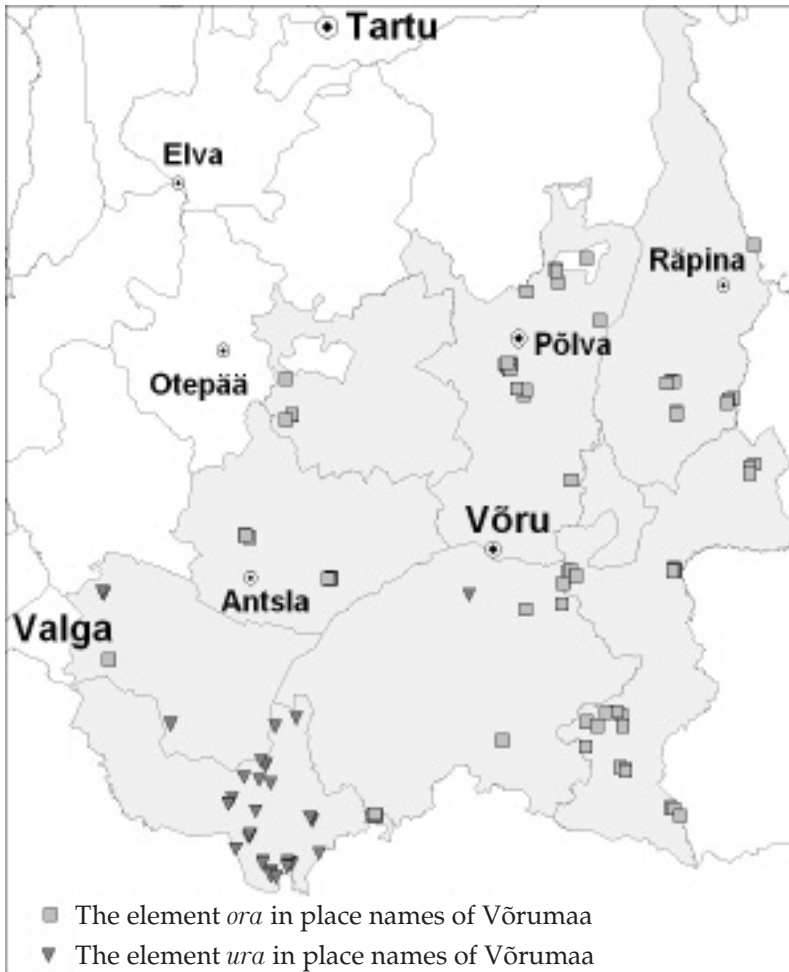 Tartu
Elva
Räpina
Põlva
Otepää
Võru
Antsla
Valga
The element ora in place names of Võrumaa
The element ura in place names of Võrumaa